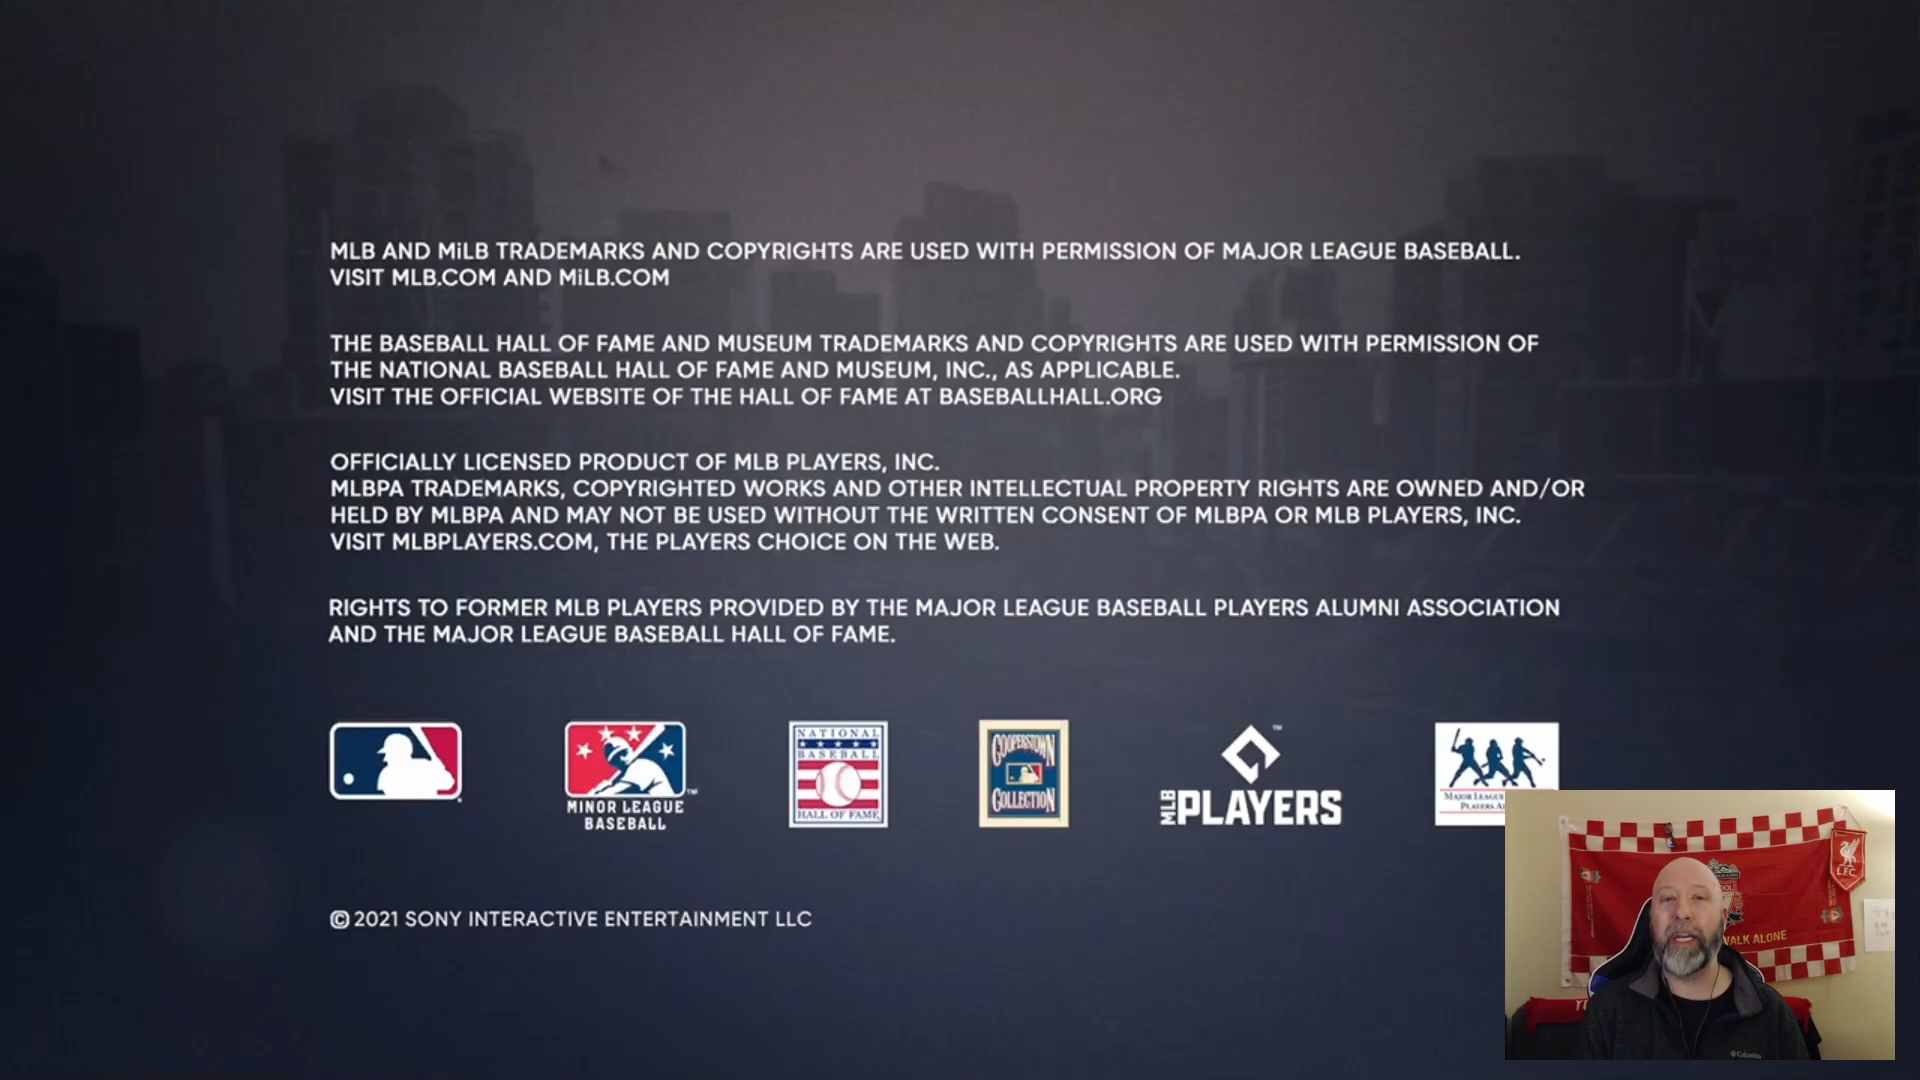 MLB AND MiLB TRADEMARKS AND COPYRIGHTS ARE USED WITH PERMISSION OF MAJOR LEAGUE BASEBALL.
VISIT MLB.COM AND MiLB.COM
THE BASEBALL HALL OF FAME AND MUSEUM TRADEMARKS AND COPYRIGHTS ARE USED WITH PERMISSION OF
THE NATIONAL BASEBALL HALL OF FAME AND MUSEUM, INC., AS APPLICABLE.
VISIT THE OFFICIAL WEBSITE OF THE HALL OF FAME AT BASEBALLHALL.ORG
OFFICIALLY LICENSED PRODUCT OF MLB PLAYERS, INC.
MLBPA TRADEMARKS, COPYRIGHTED WORKS AND OTHER INTELLECTUAL PROPERTY RIGHTS ARE OWNED AND/OR
HELD BY MLBPA AND MAY NOT BE USED WITHOUT THE WRITTEN CONSENT OF MLBPA OR MLB PLAYERS, INC.
VISIT MLBPLAYERS.COM, THE PLAYERS CHOICE ON THE WEB.
RIGHTS TO FORMER MLB PLAYERS PROVIDED BY THE MAJOR LEAGUE BASEBALL PLAYERS ALUMNI ASSOCIATION
AND THE MAJOR LEAGUE BASEBALL HALL OF FAME.
MINOR LEAGUE
BASEBALL
NATIONAL
BASEBALL
HALL OF FAME
COOPERSTOWN
COLLECTION
MLB PLAYERS
MAJOR LEAGUE
PLAYERS
© 2021 SONY INTERACTIVE ENTERTAINMENT LLC
L.F.C.
WALK ALONE
Columbia